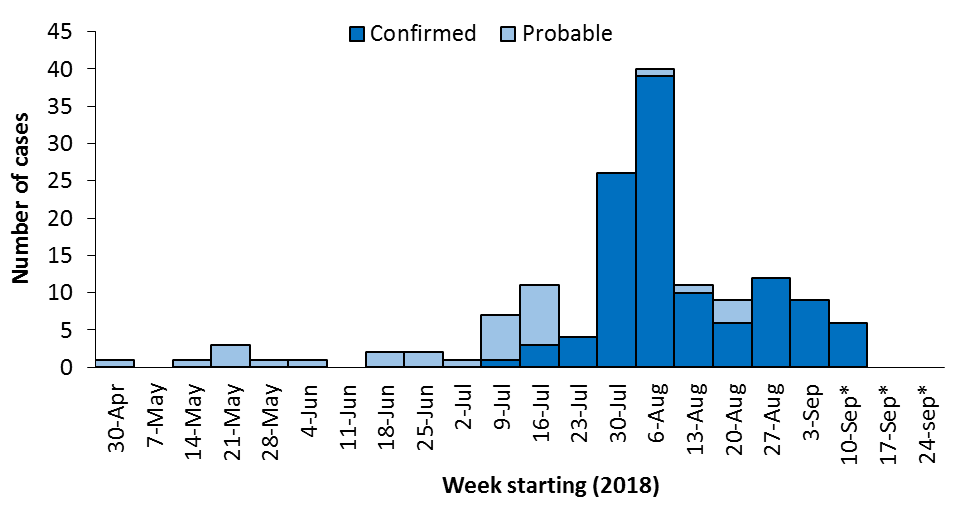 Confirmed Probable
Number of cases
45
40
35
30
25
20
15
10
5
0
30-Apr
7-May
14-May
21-May
28-May
4-Jun
11-Jun
18-Jun
25-Jun
2-Jul
9-Jul
16-Jul
23-Jul
30-Jul
6-Aug
13-Aug
20-Aug
27-Aug
3-Sep
10-Sep*
17-Sep*
24-sep*
Week starting (2018)